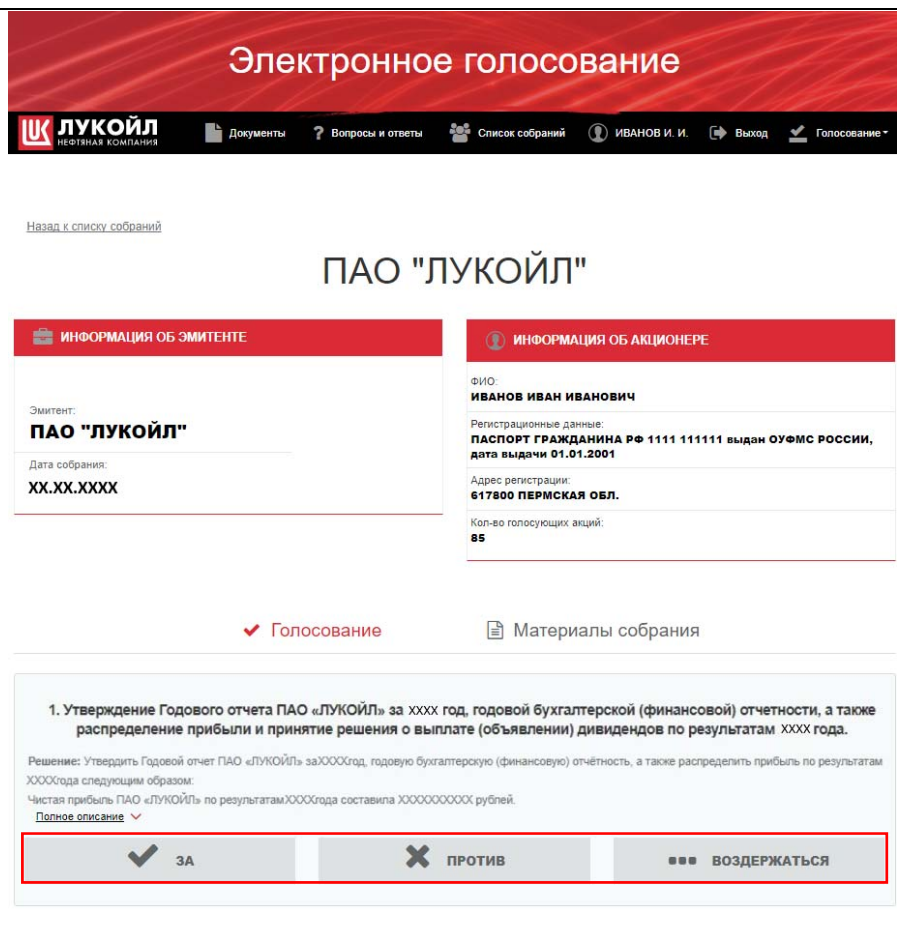 Электронное голосование
ЛУКОЙЛ
НЕФТЯНАЯ КОМПАНИЯ
Документы
? Вопросы и ответы
Список собраний
ИВАНОВ И. И.
Выход
Голосование
Назад к списку собраний
ПАО "ЛУКОЙЛ"
ИНФОРМАЦИЯ ОБ ЭМИТЕНТЕ
Эмитент:
ПАО "ЛУКОЙЛ"
Дата собрания:
XX.XX.XXXX
ИНФОРМАЦИЯ ОБ АКЦИОНЕРЕ
ФИО:
ИВАНОВ ИВАН ИВАНОВИЧ
Регистрационные данные:
ПАСПОРТ ГРАЖДАНИНА РФ 1111 111111 выдан ОУФМС РОССИИ,
дата выдачи 01.01.2001
Адрес регистрации:
617800 ПЕРМСКАЯ ОБЛ.
Кол-во голосующих акций:
85
Голосование
Материалы собрания
1. Утверждение Годового отчета ПАО «ЛУКОЙЛ» за XXXX год, годовой бухгалтерской (финансовой) отчетности, а также
распределение прибыли и принятие решения о выплате (объявлении) дивидендов по результатам XXXX года.
Решение: Утвердить Годовой отчет ПАО «ЛУКОЙЛ» заXXXXгод, годовую бухгалтерскую (финансовую) отчётность, а также распределить прибыль по результатам
XXXXгода следующим образом:
Чистая прибыль ПАО «ЛУКОЙЛ» по результатамXXXXгода составила XXXXXXXXXX рублей.
Полное описание
ЗА
ПРОТИВ
ВОЗДЕРЖАТЬСЯ